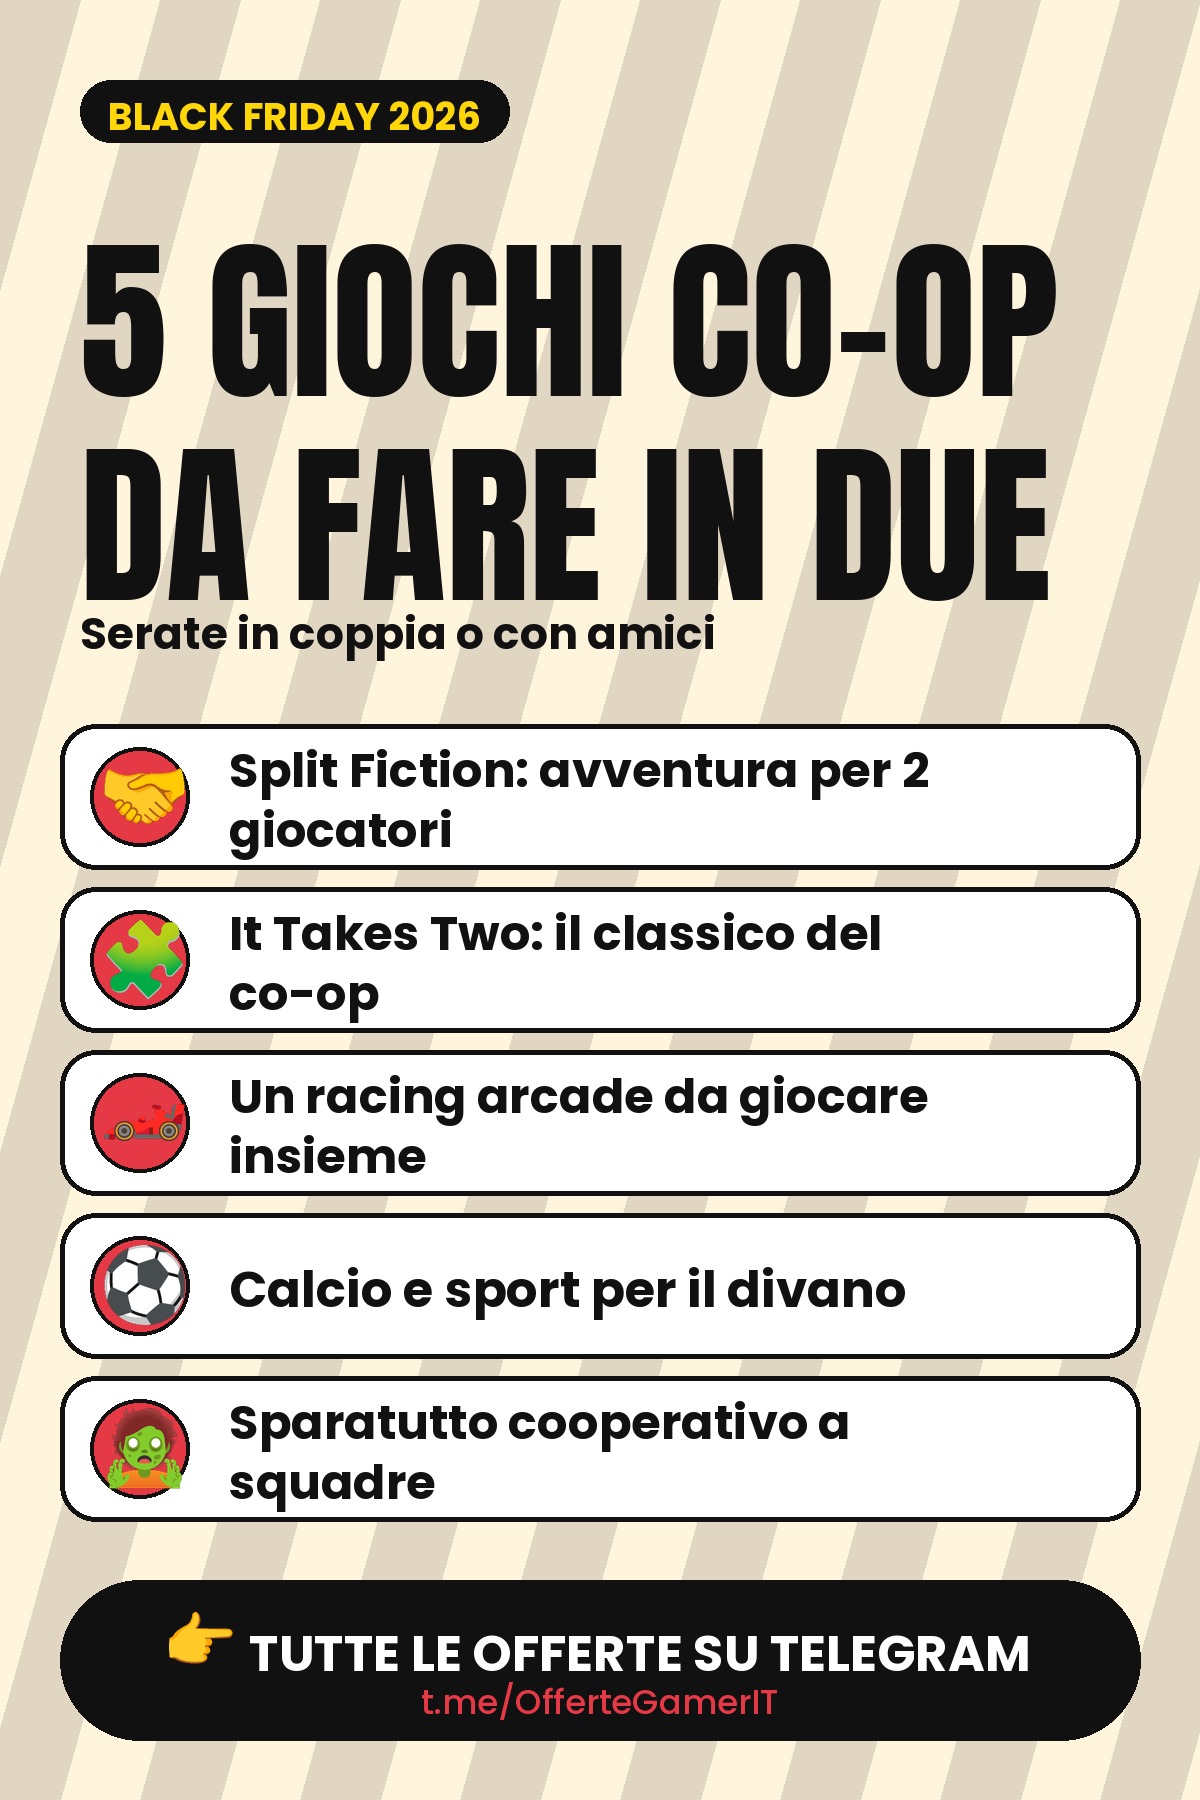 BLACK FRIDAY 2026
5 GIOCHI CO-OP
DA FARE IN DUE
Serate in coppia o con amici
Split Fiction: avventura per 2
giocatori
It Takes Two: il classico del
co-op
Un racing arcade da giocare
insieme
Calcio e sport per il divano
Sparatutto cooperativo a
squadre
👉 TUTTE LE OFFERTE SU TELEGRAM
t.me/OfferteGamerIT